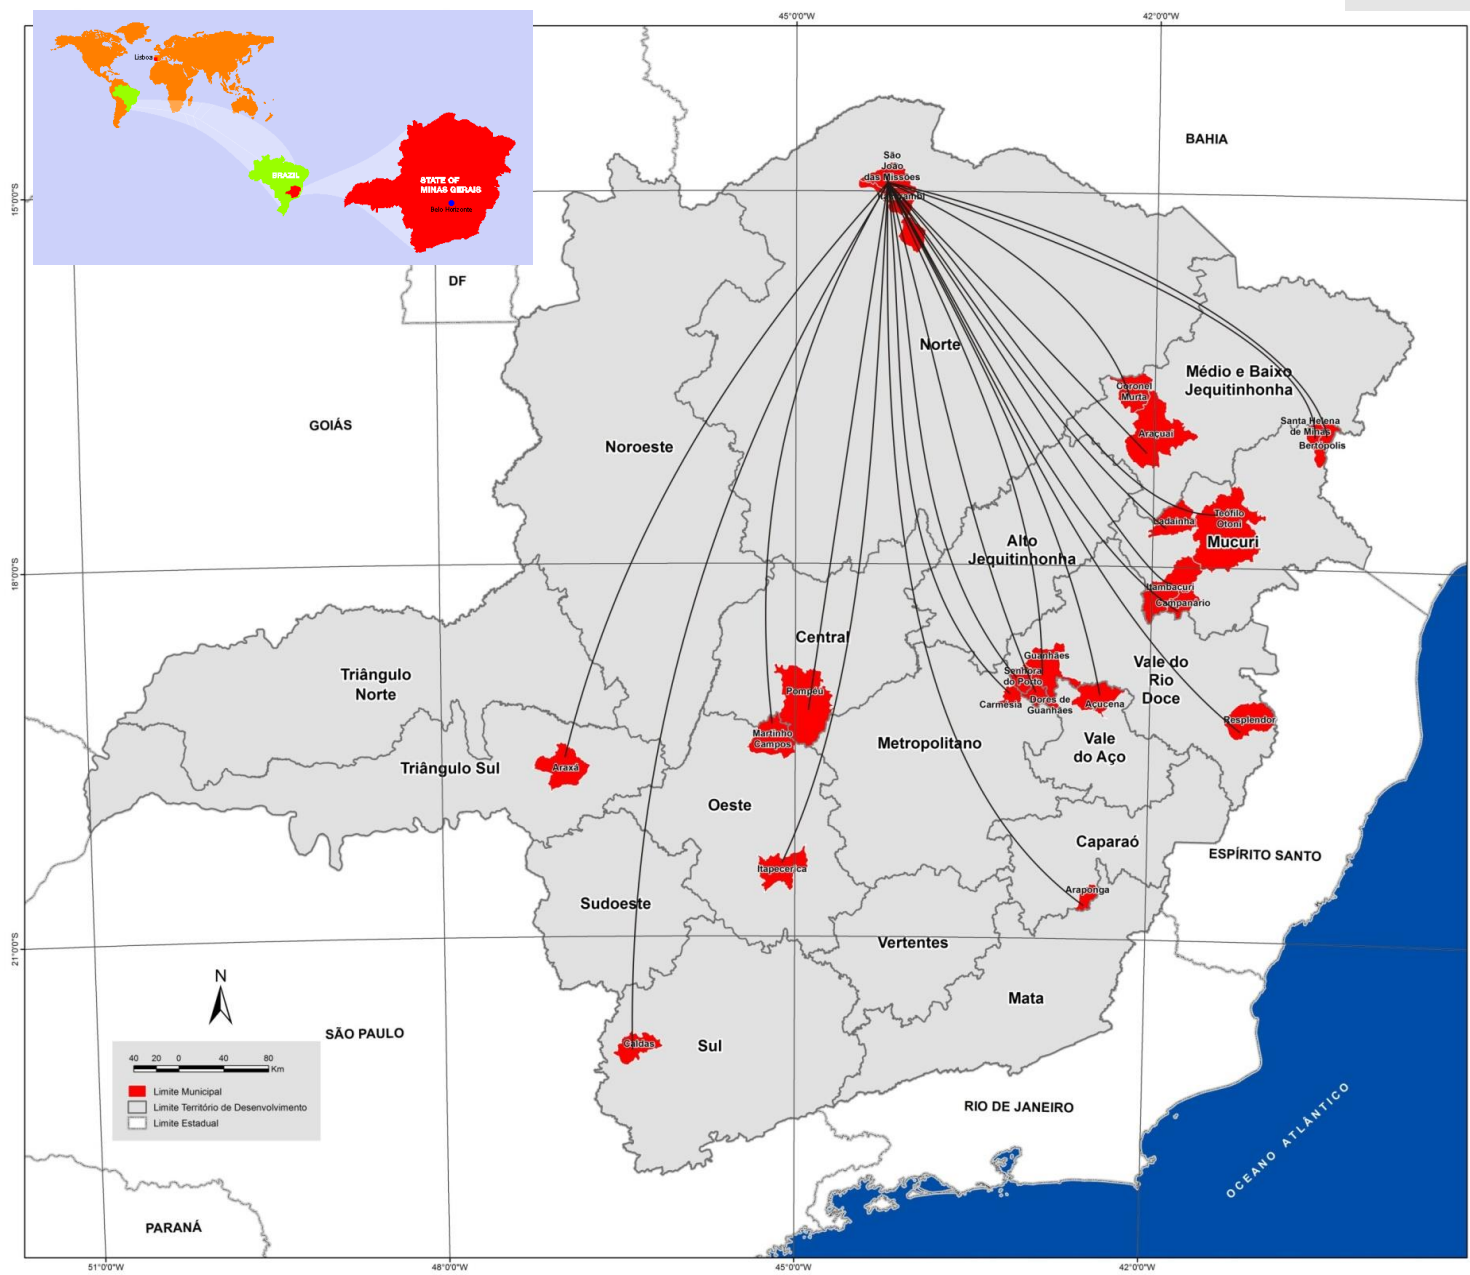 45°0'0"W
42°0'0"W
Lisboa
BRAZIL
STATE OF
MINAS GERAIS
Belo Horizonte
BAHIA
São
João
das Missões
15°0'0"S
DF
Norte
Médio e Baixo
Jequitinhonha
Coronel
Murta
GOIÁS
Noroeste
Araçuaí
Santa Helena
de Minas
Bertópolis
Ladainha
Teófilo
Otoni
Mucuri
Alto
Jequitinhonha
18°0'0"S
Itambacuri
Campanário
Central
Triângulo
Norte
Guanhães
Senhora
do Porto
Carmésia
Dores de
Guanhães
Açucena
Vale do
Rio
Doce
Pompéu
Martinho
Campos
Resplendor
Metropolitano
Vale
do Aço
Triângulo Sul
Araxá
Oeste
Caparaó
ESPÍRITO SANTO
Itapecerica
Araponga
Sudoeste
Vertentes
21°0'0"S
N
Mata
SÃO PAULO
Caldas
Sul
40 20 0 40 80
Km
Limite Municipal
Limite Território de Desenvolvimento
Limite Estadual
RIO DE JANEIRO
OCEANO ATLÂNTICO
PARANÁ
51°0'0"W
48°0'0"W
45°0'0"W
42°0'0"W